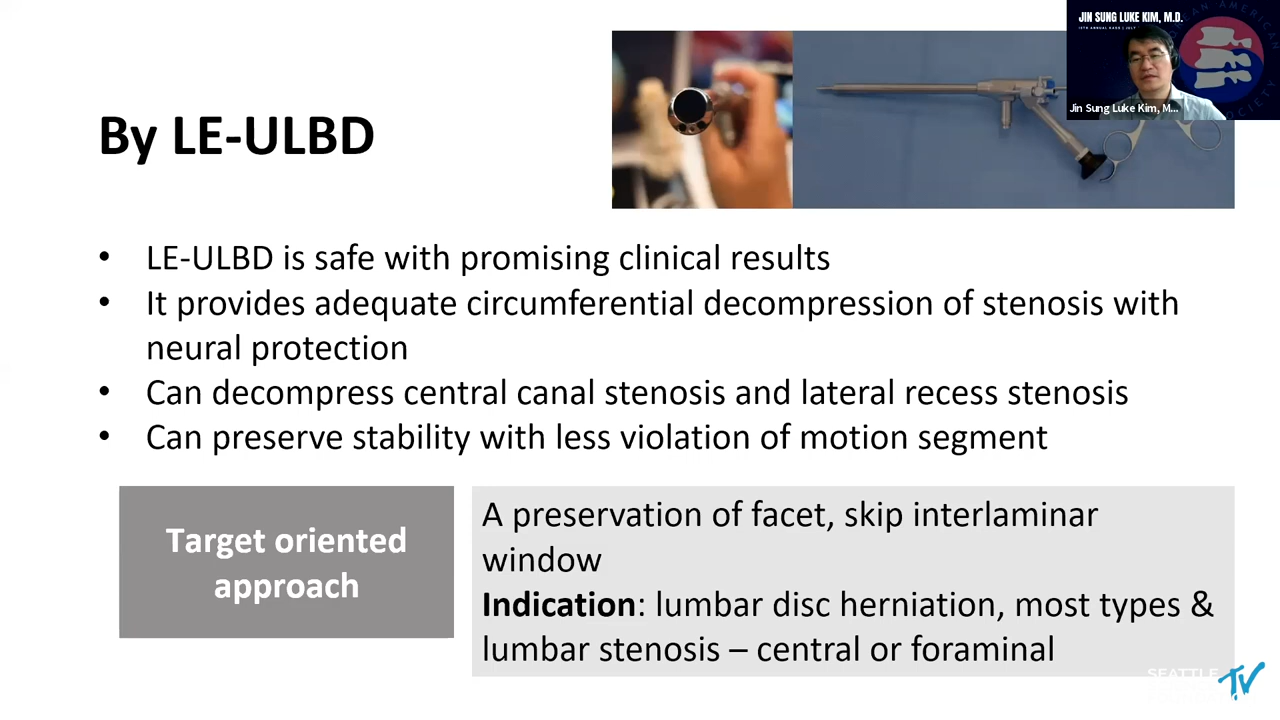 JIN SUNG LUKE KIM, M.D.
Jin Sung Luke Kim, M...
By LE-ULBD
• LE-ULBD is safe with promising clinical results
• It provides adequate circumferential decompression of stenosis with
neural protection
• Can decompress central canal stenosis and lateral recess stenosis
• Can preserve stability with less violation of motion segment
Target oriented
approach
A preservation of facet, skip interlaminar
window
Indication: lumbar disc herniation, most types &
lumbar stenosis – central or foraminal
SEATTLE
TV